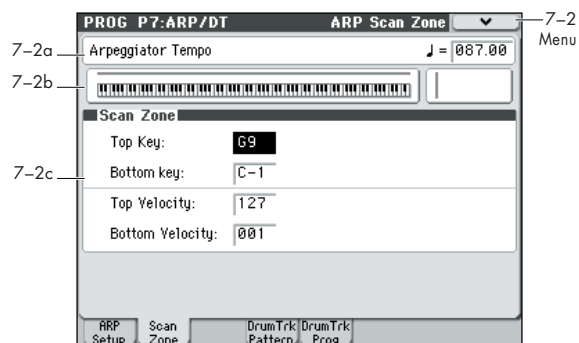 PROG P7:ARP/DT ARP Scan Zone
7–2 Menu
7–2a
Arpeggiator Tempo ♩ = 087.00
7–2b
Scan Zone
7–2c
Top Key: G9
Bottom key: C-1
Top Velocity: 127
Bottom Velocity: 001
ARP Setup
Scan Zone
DrumTrk Pattern
DrumTrk Prog